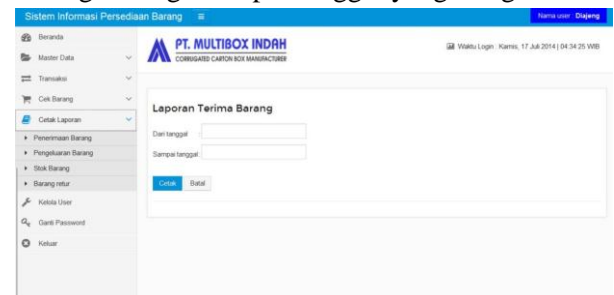 Sistem Informasi Persediaan Barang
Nama user : Diajeng
Beranda
Master Data
Transaksi
Cek Barang
Cetak Laporan
Penerimaan Barang
Pengeluaran Barang
Stok Barang
Barang retur
Kelola User
Ganti Password
Keluar
PT. MULTIBOX INDAH
CORRUGATED CARTON BOX MANUFACTURER
Waktu Login : Kamis, 17 Juli 2014 | 04:34:25 WIB
Laporan Terima Barang
Dari tanggal :
Sampai tanggal :
Cetak Batal